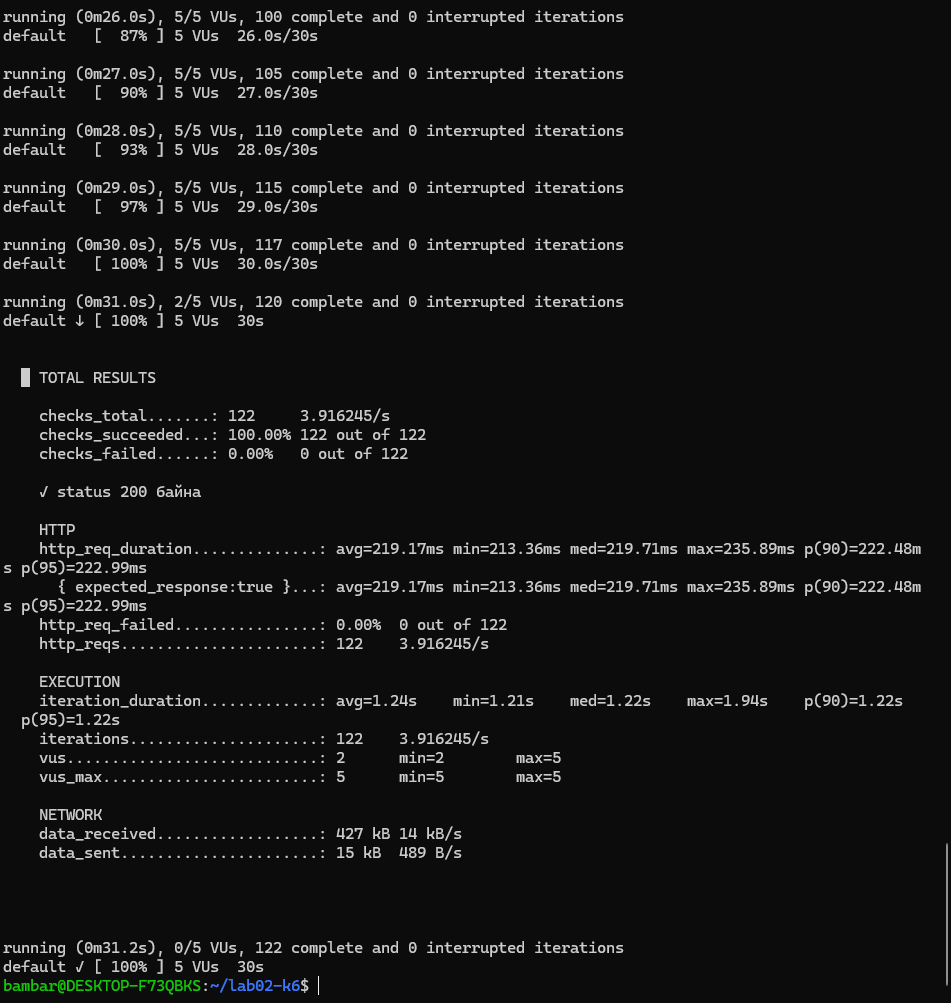 running (0m26.0s), 5/5 VUs, 100 complete and 0 interrupted iterations
default   [  87% ] 5 VUs  26.0s/30s
running (0m27.0s), 5/5 VUs, 105 complete and 0 interrupted iterations
default   [  90% ] 5 VUs  27.0s/30s
running (0m28.0s), 5/5 VUs, 110 complete and 0 interrupted iterations
default   [  93% ] 5 VUs  28.0s/30s
running (0m29.0s), 5/5 VUs, 115 complete and 0 interrupted iterations
default   [  97% ] 5 VUs  29.0s/30s
running (0m30.0s), 5/5 VUs, 117 complete and 0 interrupted iterations
default   [ 100% ] 5 VUs  30.0s/30s
running (0m31.0s), 2/5 VUs, 120 complete and 0 interrupted iterations
default ↓ [ 100% ] 5 VUs  30s
█ TOTAL RESULTS
checks_total.......: 122     3.916245/s
checks_succeeded...: 100.00% 122 out of 122
checks_failed......: 0.00%   0 out of 122
✓ status 200 байна
HTTP
http_req_duration..............: avg=219.17ms min=213.36ms med=219.71ms max=235.89ms p(90)=222.48m
s p(95)=222.99ms
{ expected_response:true }...: avg=219.17ms min=213.36ms med=219.71ms max=235.89ms p(90)=222.48m
s p(95)=222.99ms
http_req_failed................: 0.00%  0 out of 122
http_reqs......................: 122    3.916245/s
EXECUTION
iteration_duration.............: avg=1.24s    min=1.21s    med=1.22s    max=1.94s    p(90)=1.22s
p(95)=1.22s
iterations.....................: 122    3.916245/s
vus............................: 2      min=2        max=5
vus_max........................: 5      min=5        max=5
NETWORK
data_received..................: 427 kB 14 kB/s
data_sent......................: 15 kB  489 B/s
running (0m31.2s), 0/5 VUs, 122 complete and 0 interrupted iterations
default ✓ [ 100% ] 5 VUs  30s
bambar@DESKTOP-F73QBKS:~/lab02-k6$